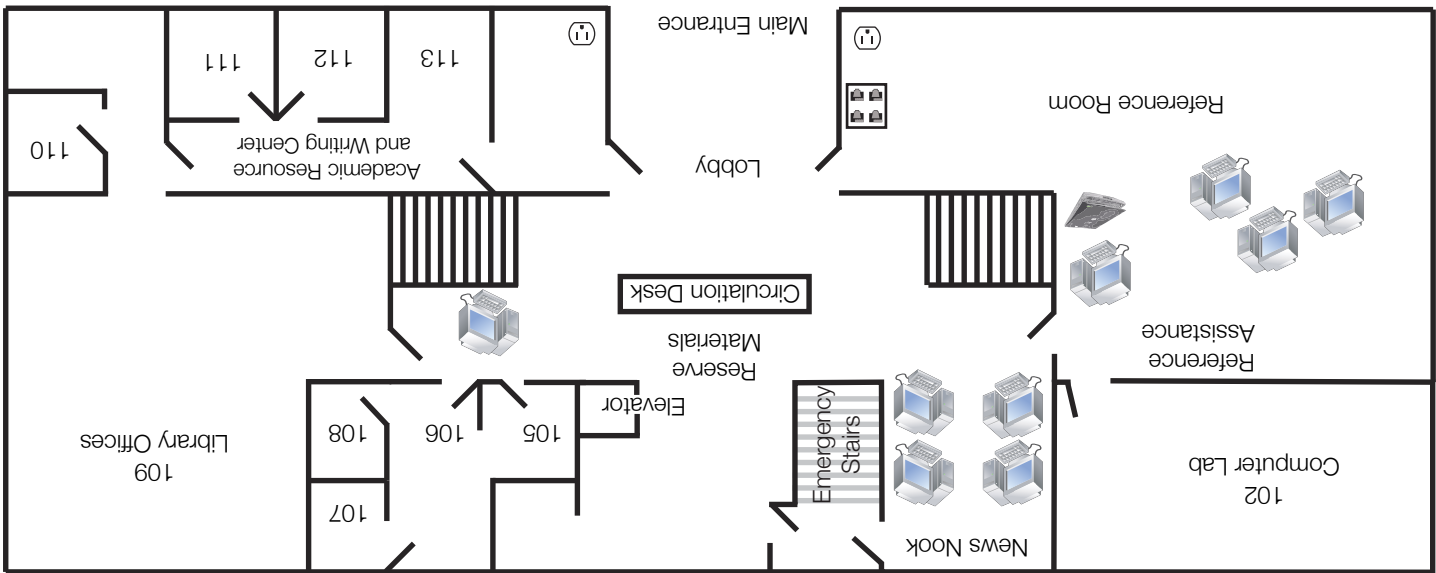 102
Computer Lab
News Nook
107
109
Library Offices
108
106
105
Elevator
Emergency
Stairs
Reference
Assistance
Reserve
Materials
Circulation Desk
Lobby
Academic Resource
and Writing Center
110
Reference Room
111
112
113
Main Entrance